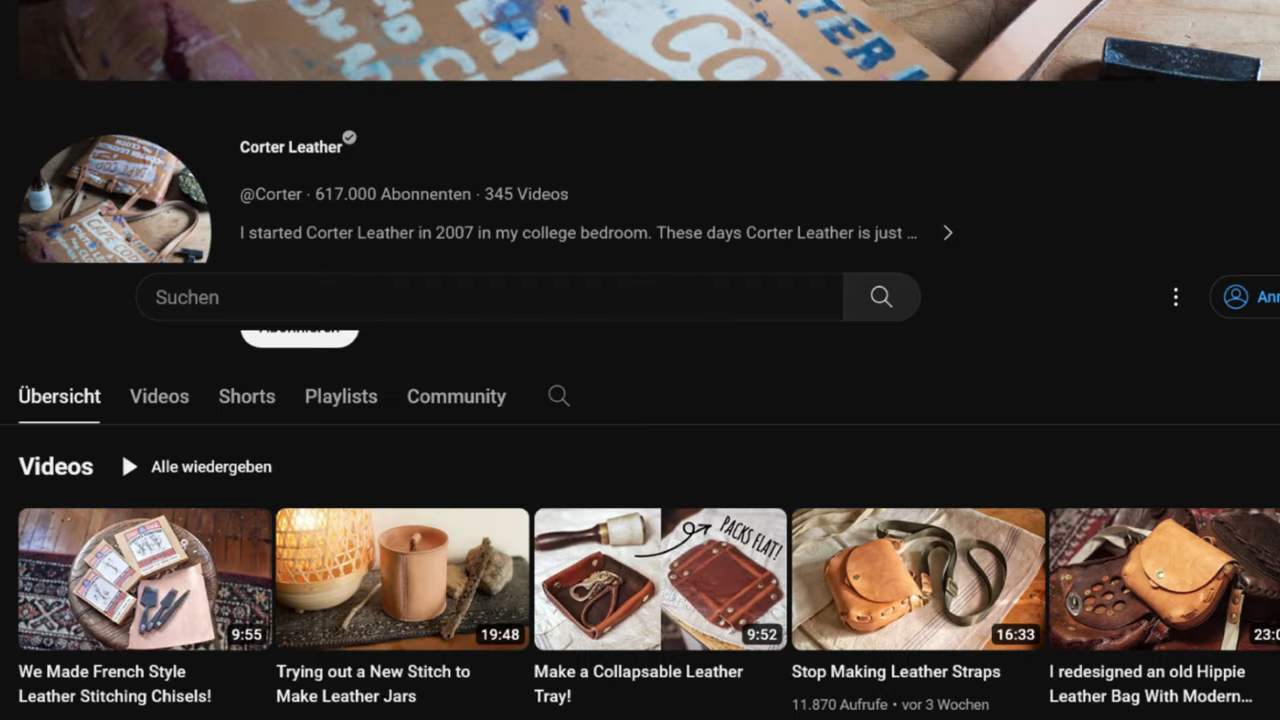 CO
Corter Leather
@Corter · 617.000 Abonnenten · 345 Videos
I started Corter Leather in 2007 in my college bedroom. These days Corter Leather is just ...
Suchen
Übersicht
Videos
Shorts
Playlists
Community
Videos
Alle wiedergeben
PACKS FLAT!
9:55
19:48
9:52
16:33
We Made French Style
Leather Stitching Chisels!
Trying out a New Stitch to
Make Leather Jars
Make a Collapsable Leather
Tray!
Stop Making Leather Straps
11.870 Aufrufe • vor 3 Wochen
I redesigned an old Hippie
Leather Bag With Modern...